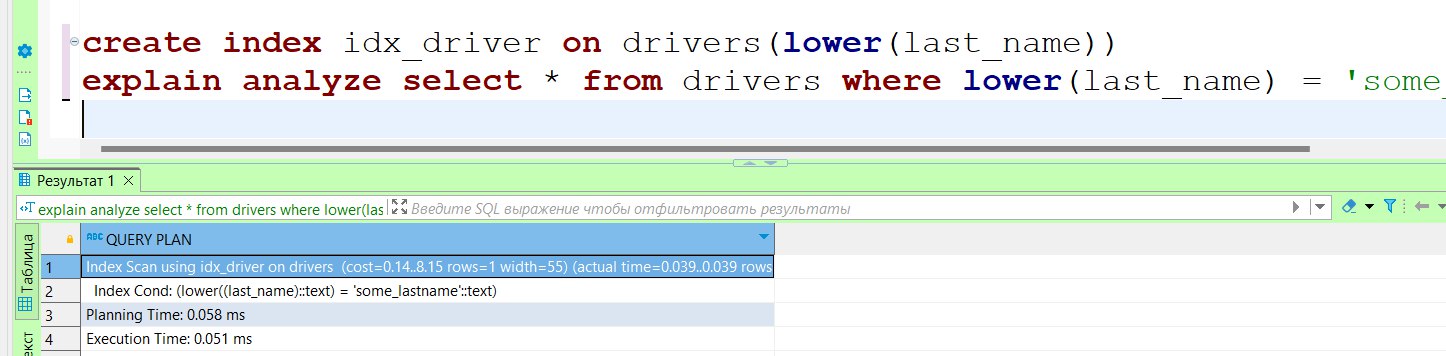 create index idx_driver on drivers(lower(last_name))
explain analyze select * from drivers where lower(last_name) = 'some_
Результат 1
explain analyze select * from drivers where lower(las
Введите SQL выражение чтобы отфильтровать результаты
Таблица
QUERY PLAN
1 Index Scan using idx_driver on drivers (cost=0.14..8.15 rows=1 width=55) (actual time=0.039..0.039 rows
2 Index Cond: (lower((last_name)::text) = 'some_lastname'::text)
3 Planning Time: 0.058 ms
4 Execution Time: 0.051 ms